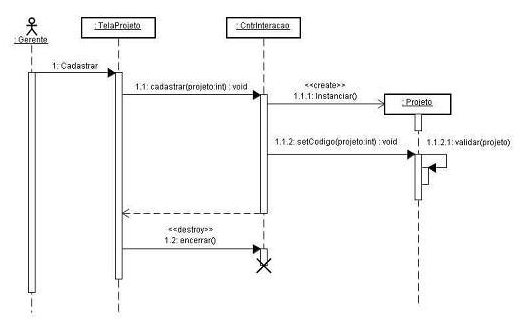 : Gerente
: TelaProjeto
: CntrInteracao
1: Cadastrar
1.1: cadastrar(projeto:int) : void
<<create>>
1.1.1: Instanciar()
: Projeto
1.1.2: setCodigo(projeto:int) : void
1.1.2.1: validar(projeto)
<<destroy>>
1.2: encerrar()